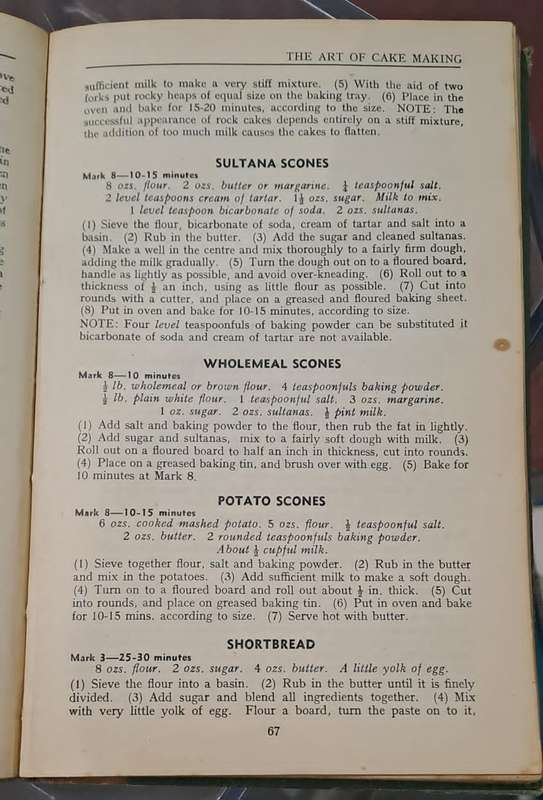 THE ART OF CAKE MAKING
sufficient milk to make a very stiff mixture. (5) With the aid of two
forks put rocky heaps of equal size on the baking tray. (6) Place in the
oven and bake for 15-20 minutes, according to the size. NOTE: The
successful appearance of rock cakes depends entirely on a stiff mixture,
the addition of too much milk causes the cakes to flatten.
SULTANA SCONES
Mark 8—10-15 minutes
8 ozs. flour. 2 ozs. butter or margarine. ¼ teaspoonful salt.
2 level teaspoons cream of tartar. 1½ ozs. sugar. Milk to mix.
1 level teaspoon bicarbonate of soda. 2 ozs. sultanas.
(1) Sieve the flour, bicarbonate of soda, cream of tartar and salt into a
basin. (2) Rub in the butter. (3) Add the sugar and cleaned sultanas.
(4) Make a well in the centre and mix thoroughly to a fairly firm dough,
adding the milk gradually. (5) Turn the dough out on to a floured board,
handle as lightly as possible, and avoid over-kneading. (6) Roll out to a
thickness of ½ an inch, using as little flour as possible. (7) Cut into
rounds with a cutter, and place on a greased and floured baking sheet.
(8) Put in oven and bake for 10-15 minutes, according to size.
NOTE: Four level teaspoonfuls of baking powder can be substituted if
bicarbonate of soda and cream of tartar are not available.
WHOLEMEAL SCONES
Mark 8—10 minutes
½ lb. wholemeal or brown flour. 4 teaspoonfuls baking powder.
½ lb. plain white flour. 1 teaspoonful salt. 3 ozs. margarine.
1 oz. sugar. 2 ozs. sultanas. ½ pint milk.
(1) Add salt and baking powder to the flour, then rub the fat in lightly.
(2) Add sugar and sultanas, mix to a fairly soft dough with milk. (3)
Roll out on a floured board to half an inch in thickness, cut into rounds.
(4) Place on a greased baking tin, and brush over with egg. (5) Bake for
10 minutes at Mark 8.
POTATO SCONES
Mark 8—10-15 minutes
6 ozs. cooked mashed potato. 5 ozs. flour. ½ teaspoonful salt.
2 ozs. butter. 2 rounded teaspoonfuls baking powder.
About ½ cupful milk.
(1) Sieve together flour, salt and baking powder. (2) Rub in the butter
and mix in the potatoes. (3) Add sufficient milk to make a soft dough.
(4) Turn on to a floured board and roll out about ½ in. thick. (5) Cut
into rounds, and place on greased baking tin. (6) Put in oven and bake
for 10-15 mins. according to size. (7) Serve hot with butter.
SHORTBREAD
Mark 3—25-30 minutes
8 ozs. flour. 2 ozs. sugar. 4 ozs. butter. A little yolk of egg.
(1) Sieve the flour into a basin. (2) Rub in the butter until it is finely
divided. (3) Add sugar and blend all ingredients together. (4) Mix
with very little yolk of egg. Flour a board, turn the paste on to it,
67